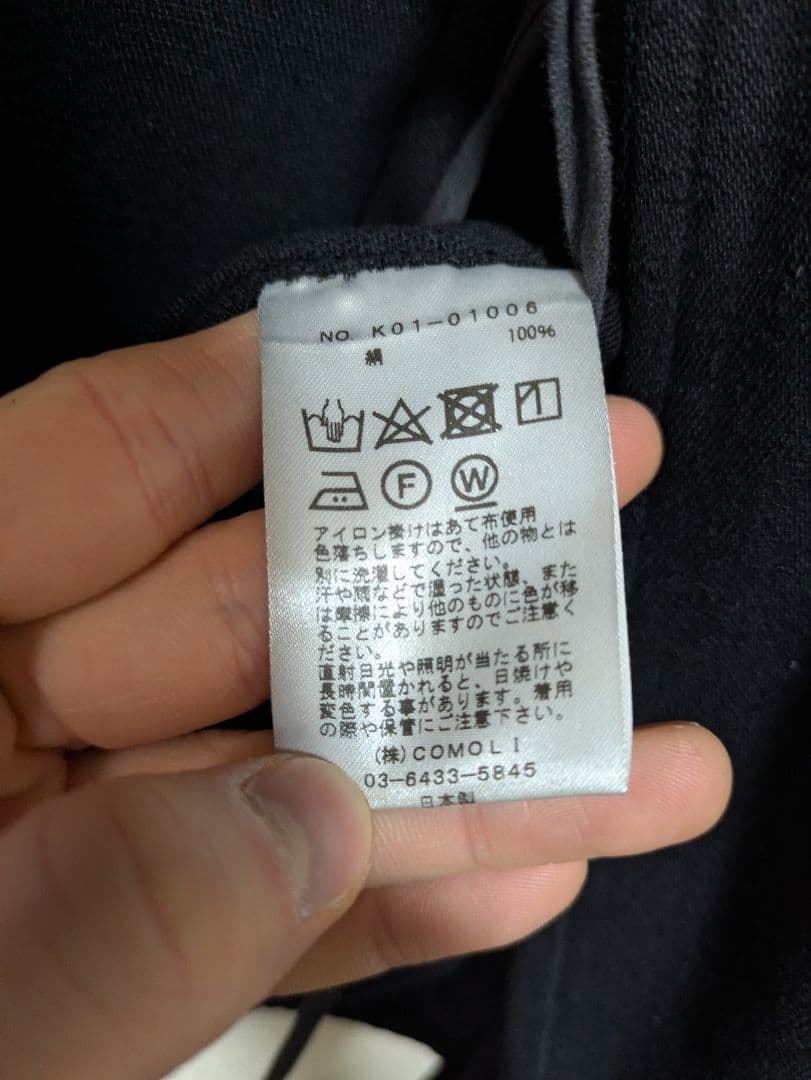 NO. K01-01006
絹 100%
F W
アイロン掛けはあて布使用
色落ちしますので、他の物とは
別に洗濯してください。
汗や雨などで湿った状態、また
は摩擦により他のものに色が移
ることがありますのでご注意く
ださい。
直射日光や照明が当たる所に
長時間置かれると、日焼けや
変色する事があります。着用
の際や保管にご注意下さい。
(株)COMOLI
03-6433-5845
日本製